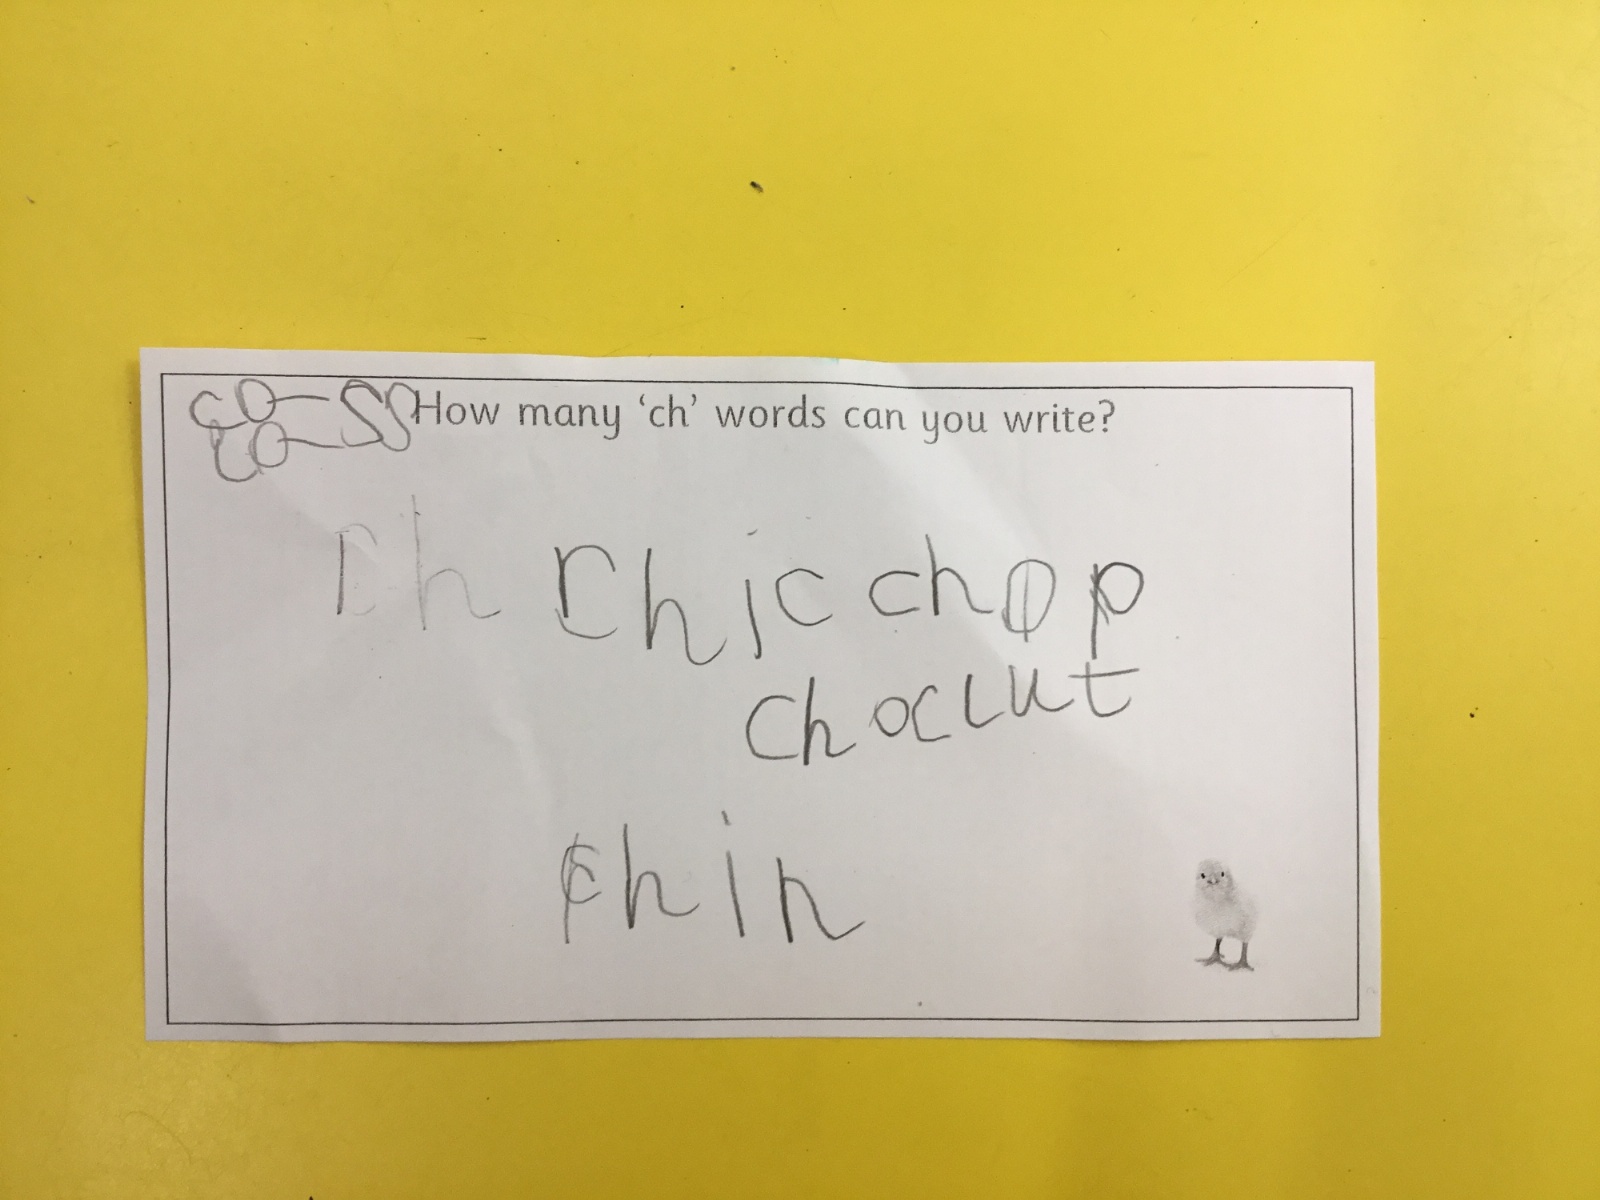 How many 'ch' words can you write?
ch chic chop
choclut
chin